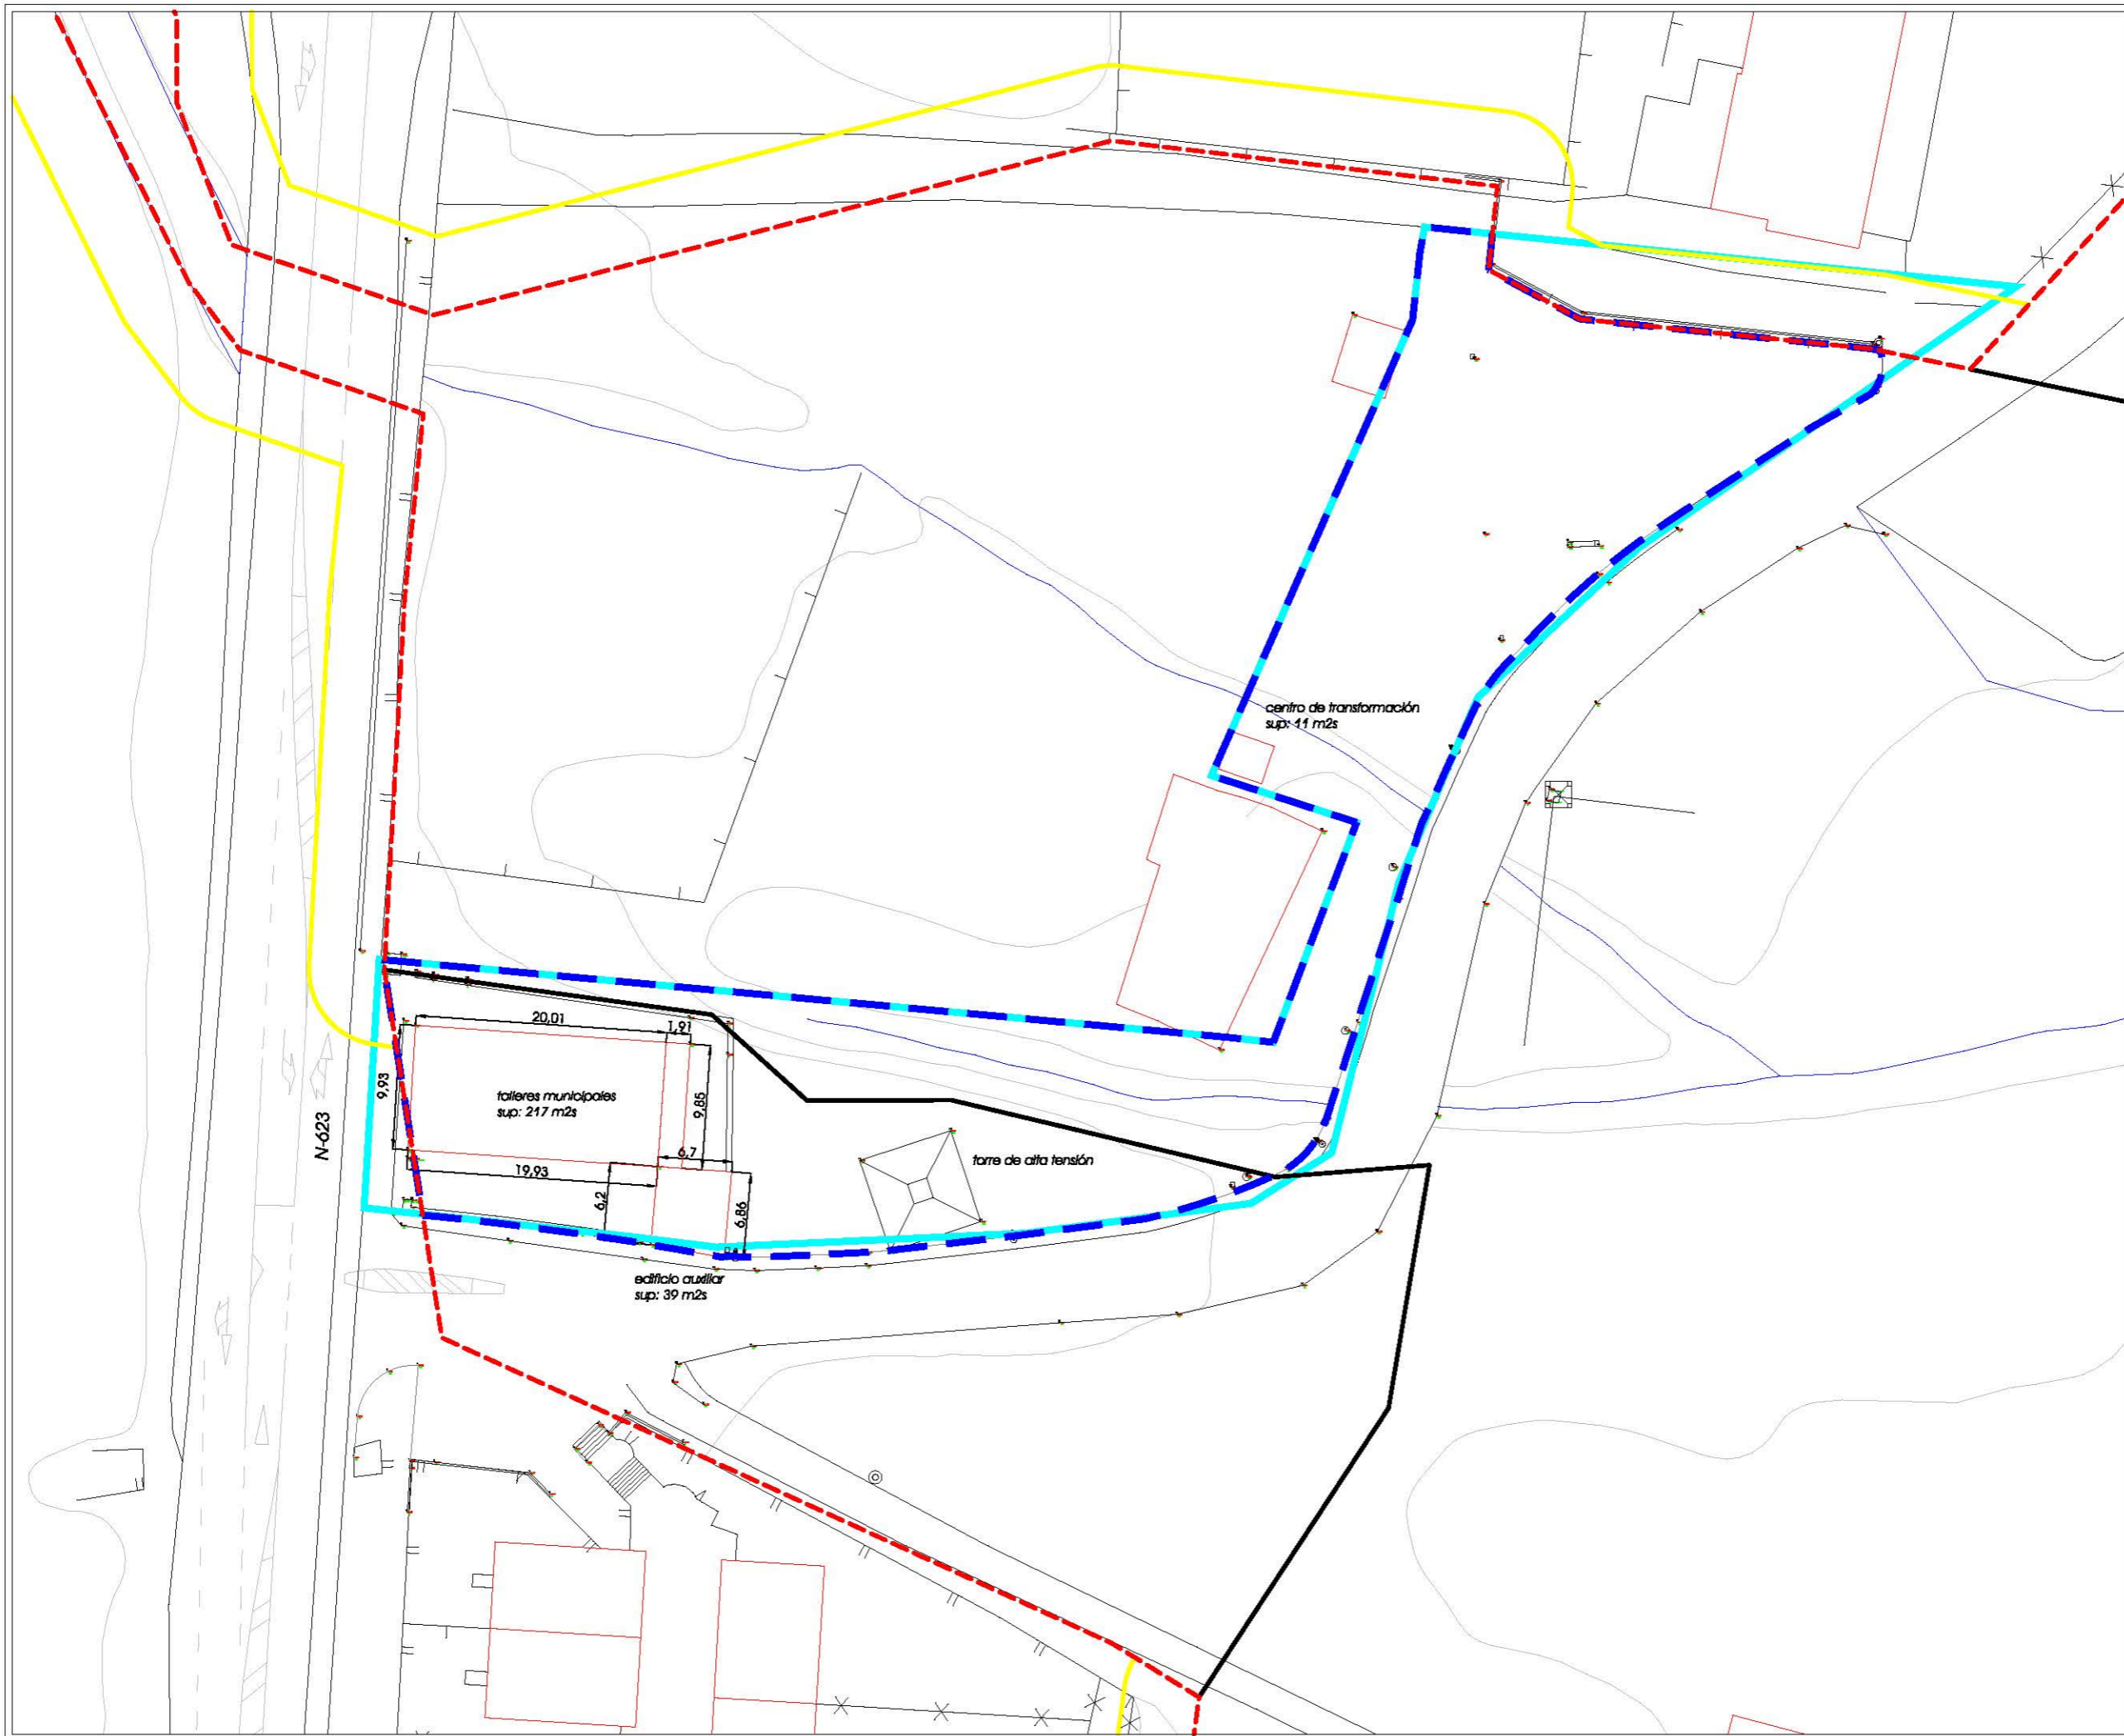 centro de transformación
sup: 11 m2s
20,01
1,91
9,93
talleres municipales
sup: 217 m2s
9,85
N-623
6,7
torre de alta tensión
19,93
6,2
6,86
edificio auxiliar
sup: 39 m2s